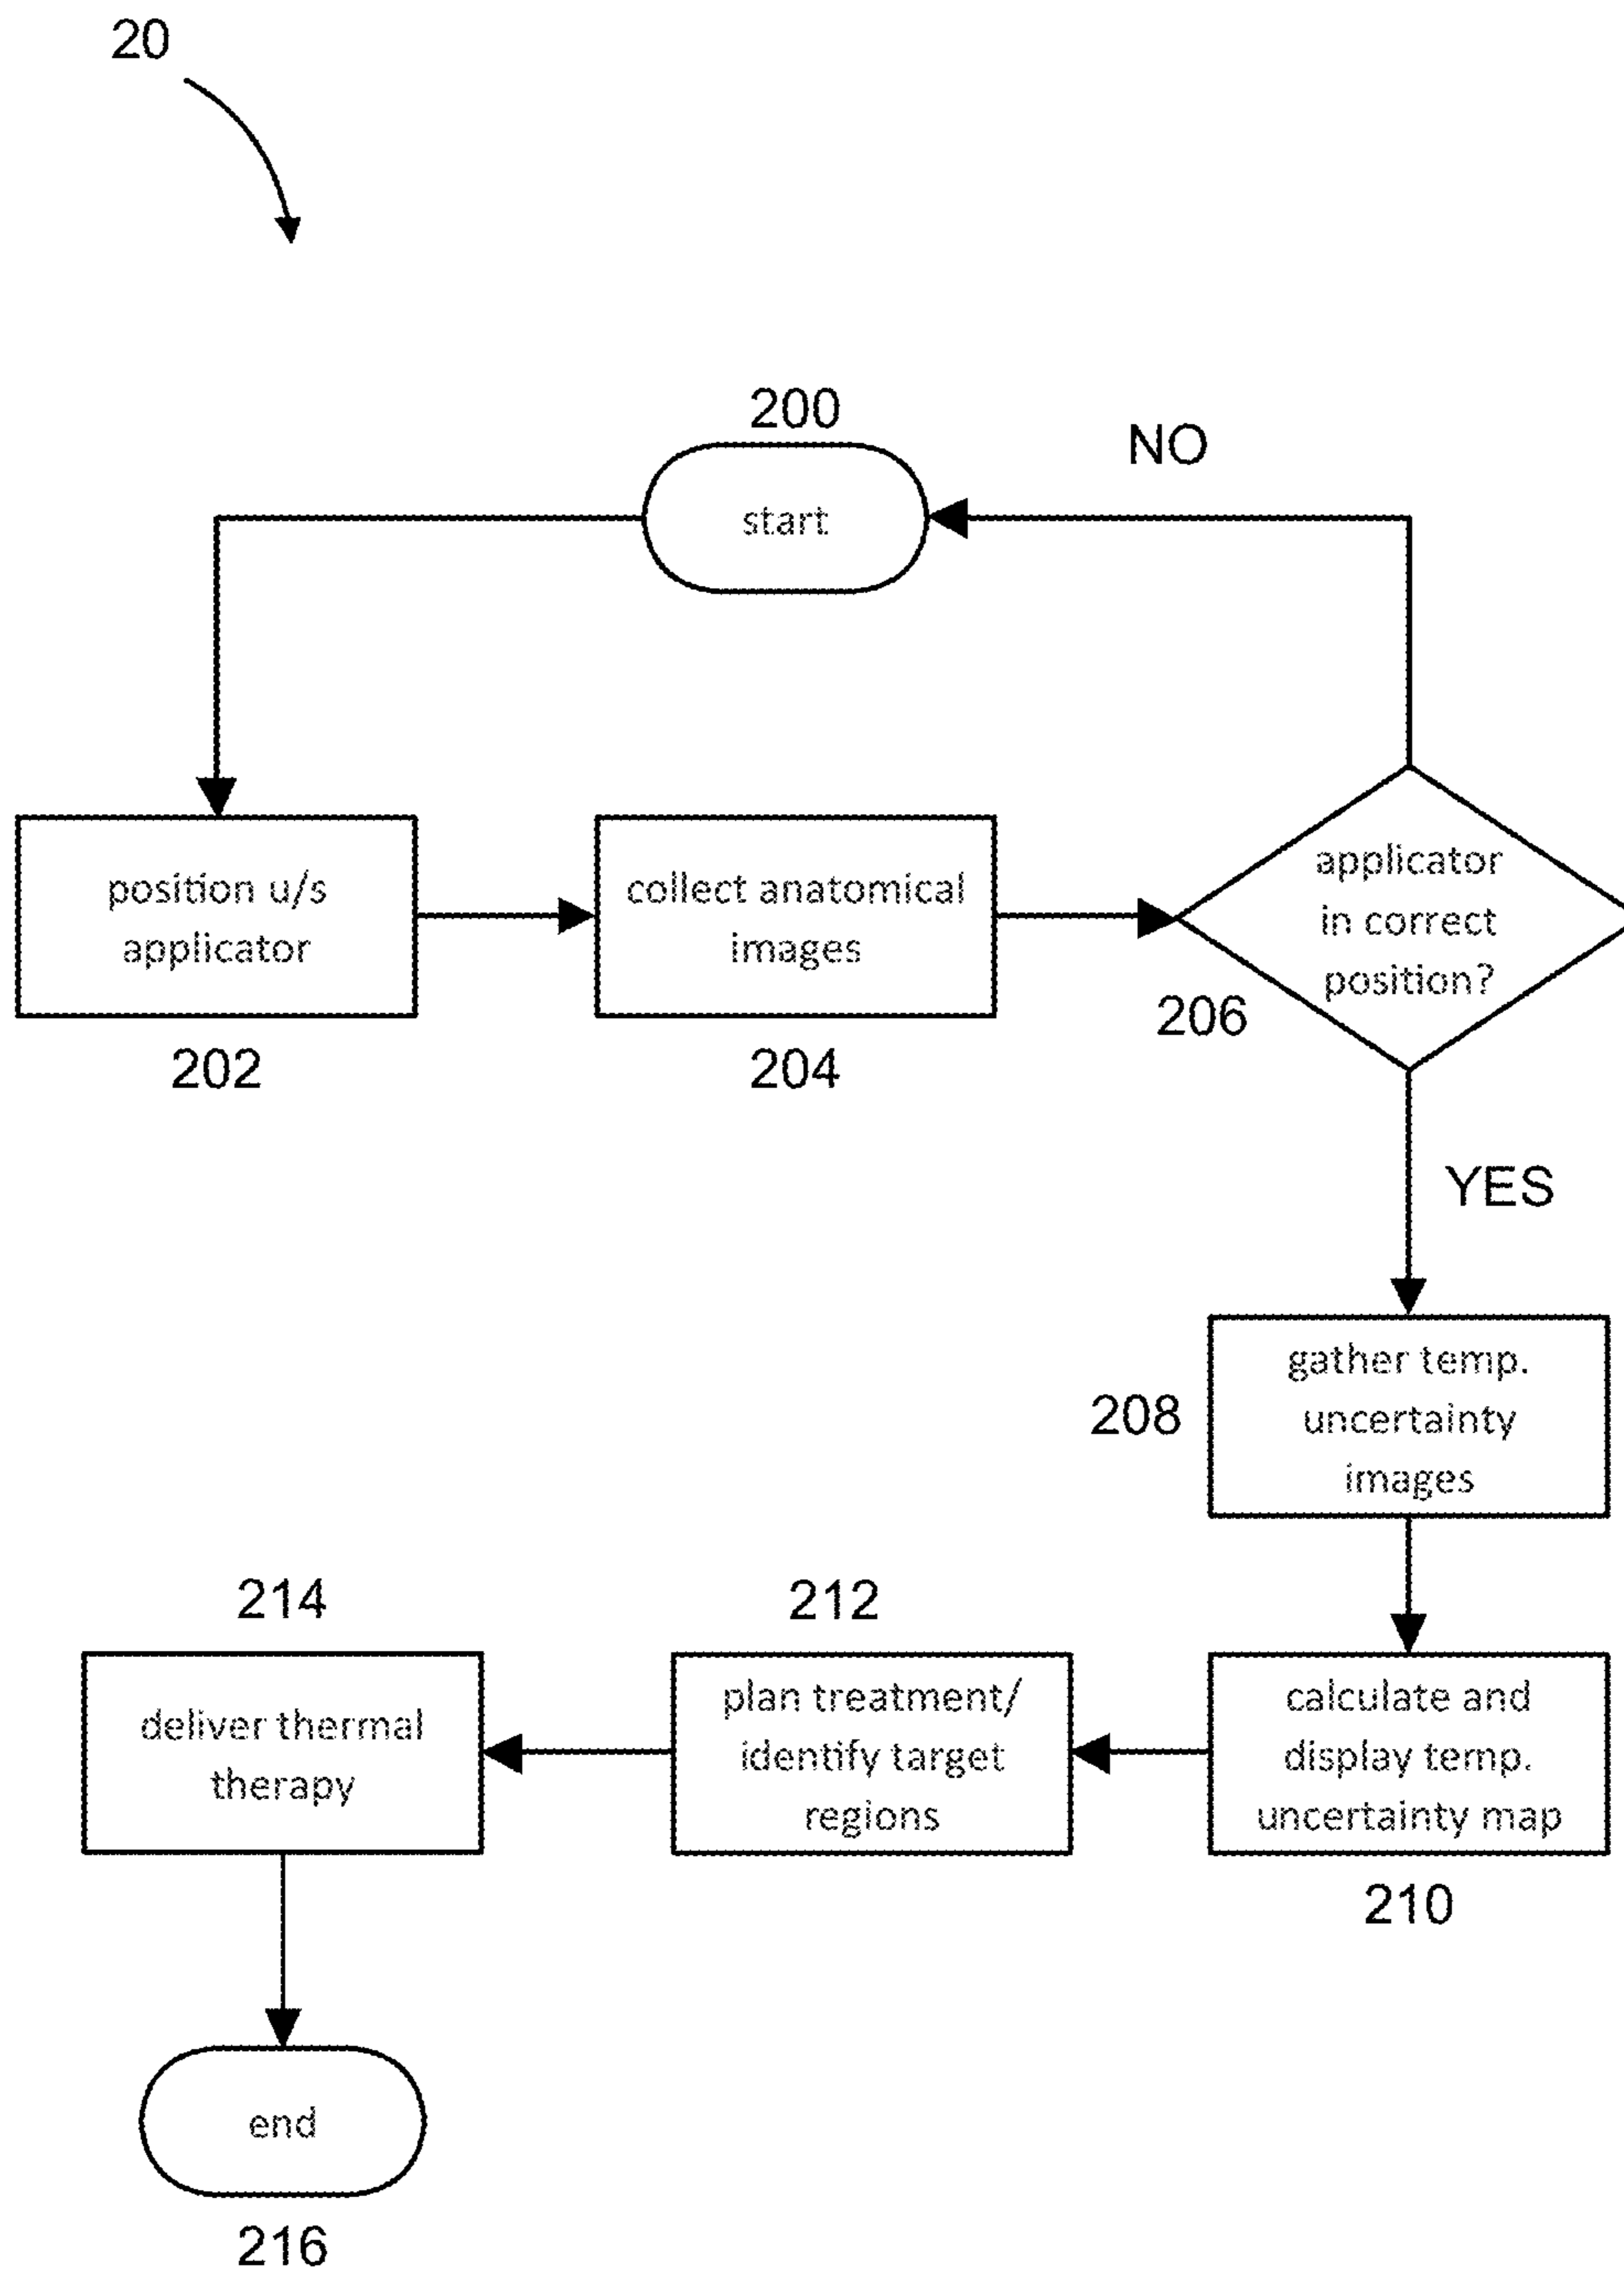 20
200
NO
start
position u/s
applicator
202
collect anatomical
images
204
applicator
in correct
position?
206
YES
208
gather temp.
uncertainty
images
calculate and
display temp.
uncertainty map
210
212
plan treatment/
identify target
regions
214
deliver thermal
therapy
end
216